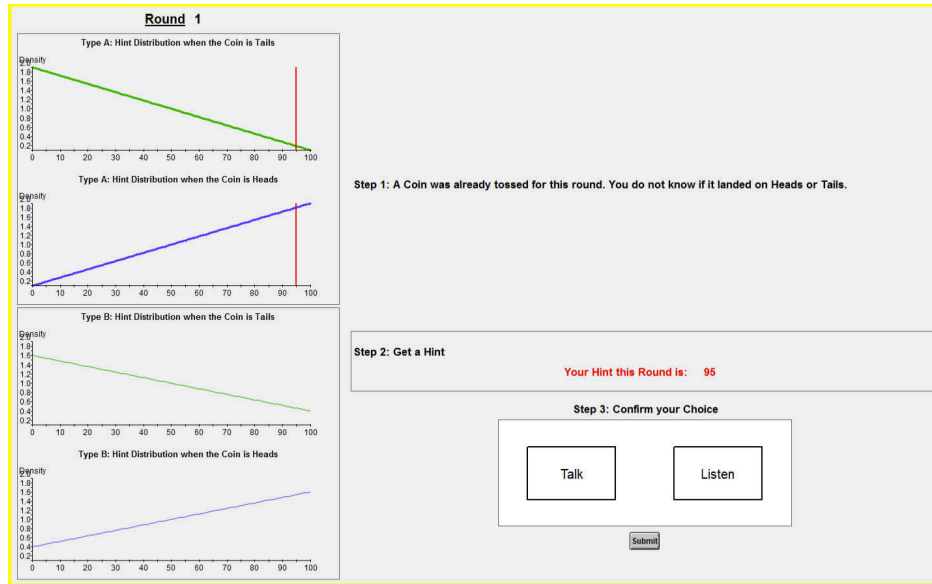 Round 1
Type A: Hint Distribution when the Coin is Tails
Density
2.0
1.8
1.6
1.4
1.2
1.0
0.8
0.6
0.4
0.2
0 10 20 30 40 50 60 70 80 90 100
Type A: Hint Distribution when the Coin is Heads
Density
2.0
1.8
1.6
1.4
1.2
1.0
0.8
0.6
0.4
0.2
0 10 20 30 40 50 60 70 80 90 100
Step 1: A Coin was already tossed for this round. You do not know if it landed on Heads or Tails.
Type B: Hint Distribution when the Coin is Tails
Density
2.0
1.8
1.6
1.4
1.2
1.0
0.8
0.6
0.4
0.2
0 10 20 30 40 50 60 70 80 90 100
Type B: Hint Distribution when the Coin is Heads
Density
2.0
1.8
1.6
1.4
1.2
1.0
0.8
0.6
0.4
0.2
0 10 20 30 40 50 60 70 80 90 100
Step 2: Get a Hint
Your Hint this Round is: 95
Step 3: Confirm your Choice
Talk Listen
Submit